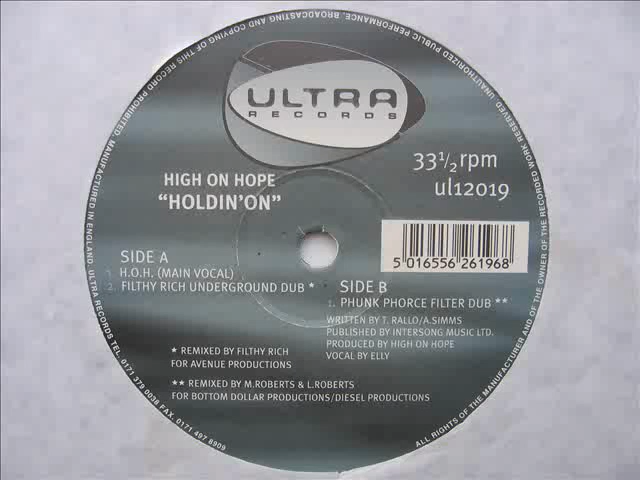 ULTRA
RECORDS
33 1/2 rpm
ul12019
HIGH ON HOPE
"HOLDIN'ON"
SIDE A
1. H.O.H. (MAIN VOCAL)
2. FILTHY RICH UNDERGROUND DUB *
5 016556 261968
SIDE B
1. PHUNK PHORCE FILTER DUB **
WRITTEN BY T. RALLO/A.SIMMS
PUBLISHED BY INTERSONG MUSIC LTD.
PRODUCED BY HIGH ON HOPE
VOCAL BY ELLY
* REMIXED BY FILTHY RICH
FOR AVENUE PRODUCTIONS
** REMIXED BY M.ROBERTS & L.ROBERTS
FOR BOTTOM DOLLAR PRODUCTIONS/DIESEL PRODUCTIONS
ALL RIGHTS OF THE MANUFACTURER AND OF THE OWNER OF THE RECORDED WORK RESERVED. UNAUTHORIZED PUBLIC PERFORMANCE, BROADCASTING AND COPYING OF THIS RECORD PROHIBITED. MANUFACTURED IN ENGLAND. ULTRA RECORDS TEL. 0171 379 0038 FAX. 0171 497 8909